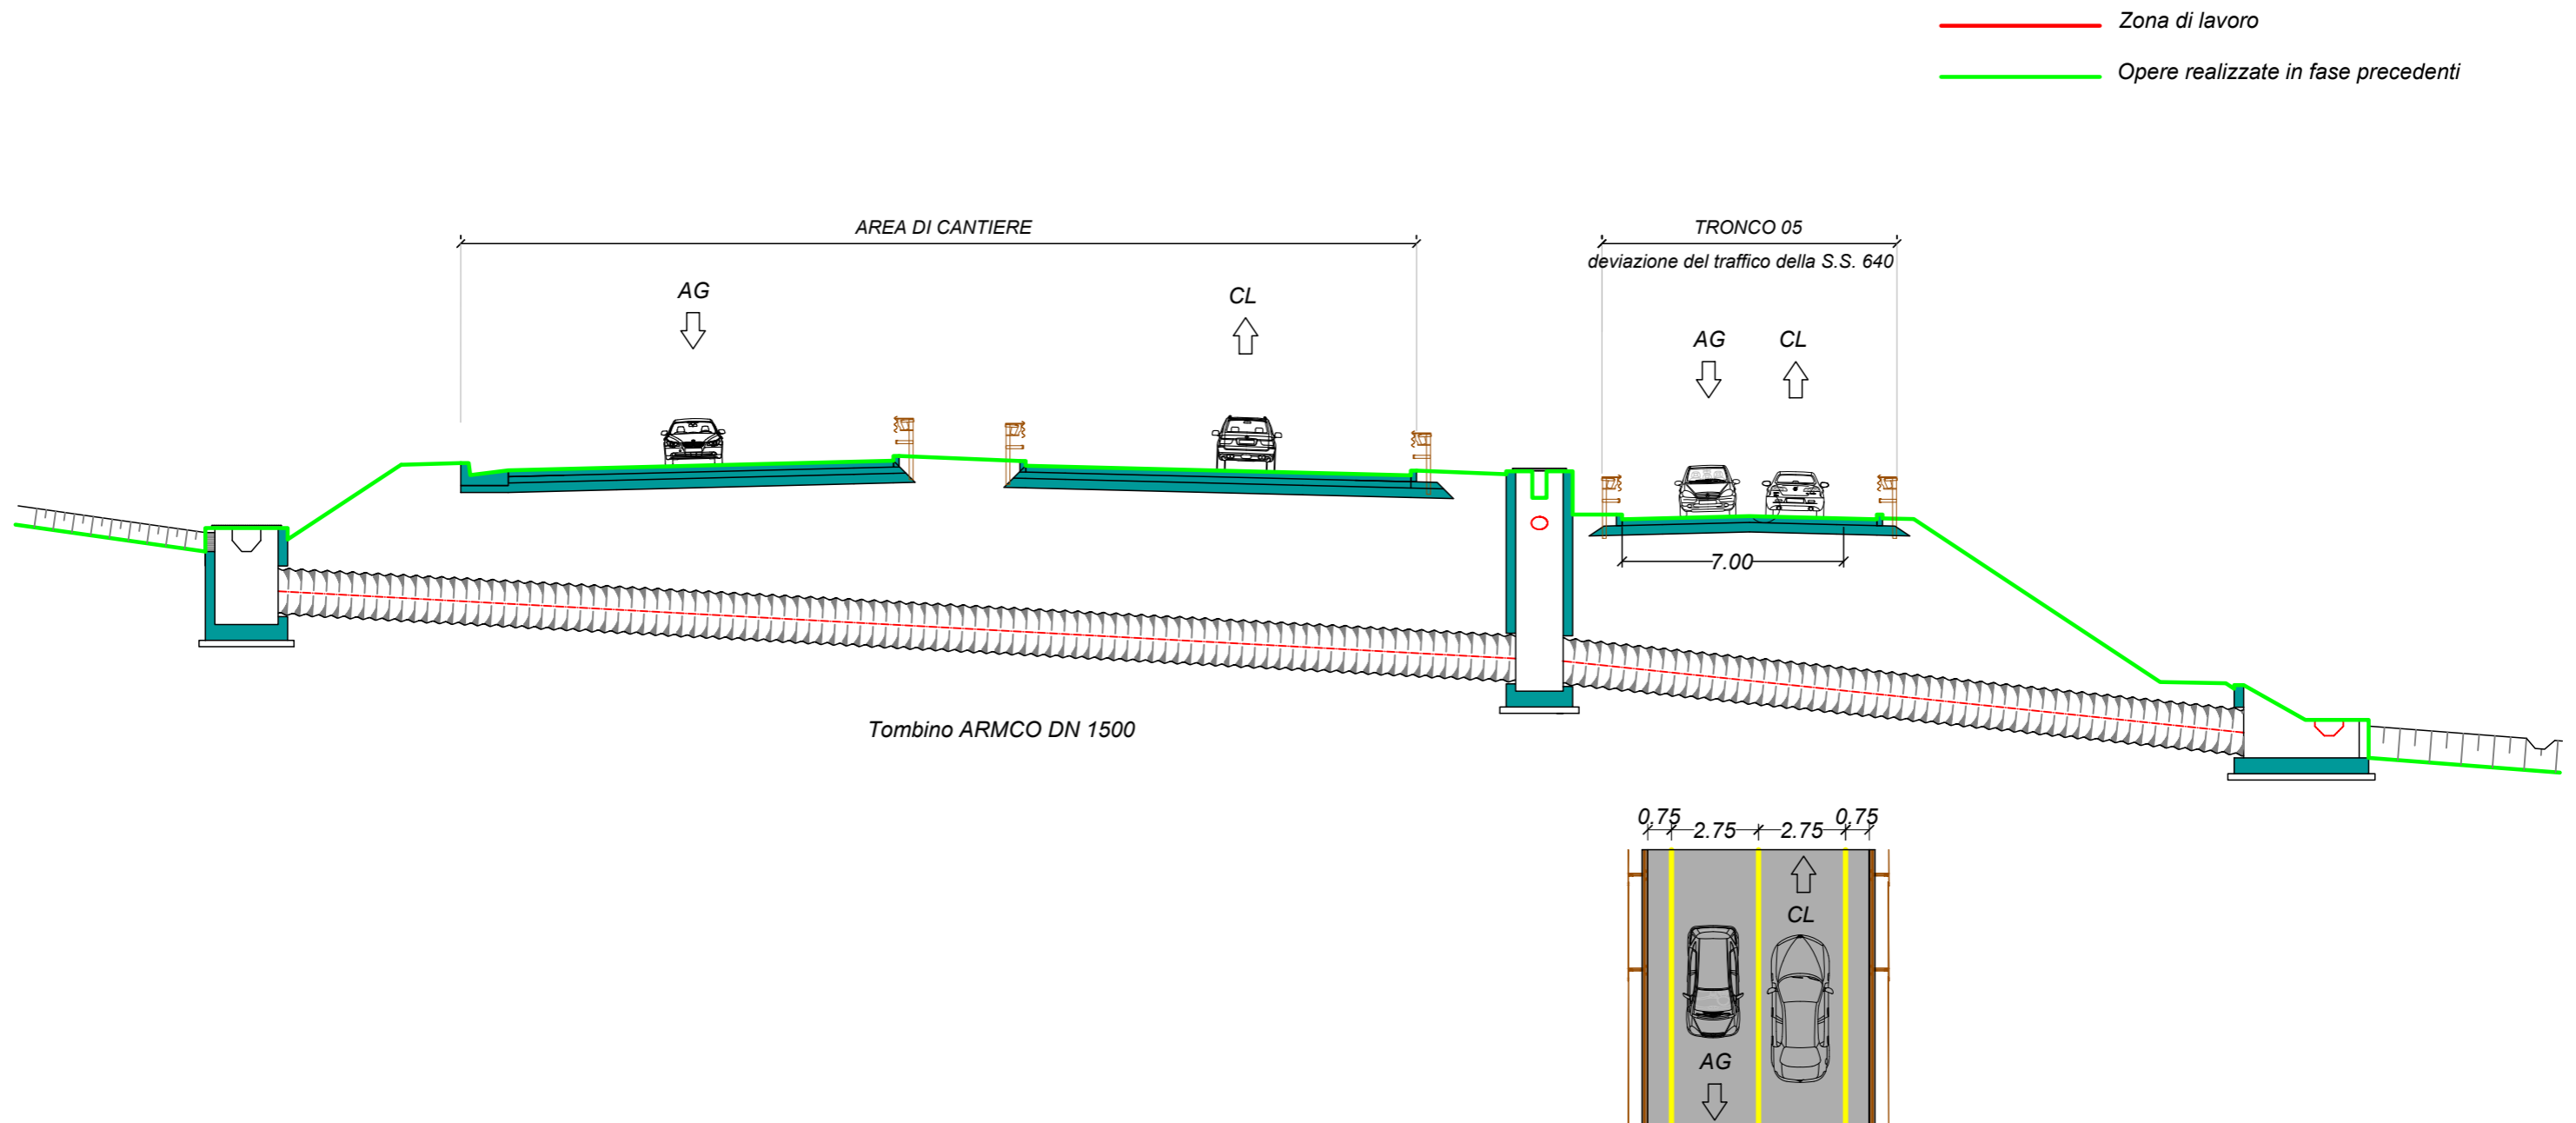 Zona di lavoro
Opere realizzate in fase precedenti
AREA DI CANTIERE
TRONCO 05
deviazione del traffico della S.S. 640
AG
CL
AG
CL
7.00
Tombino ARMCO DN 1500
0.75 2.75 2.75 0.75
CL
AG